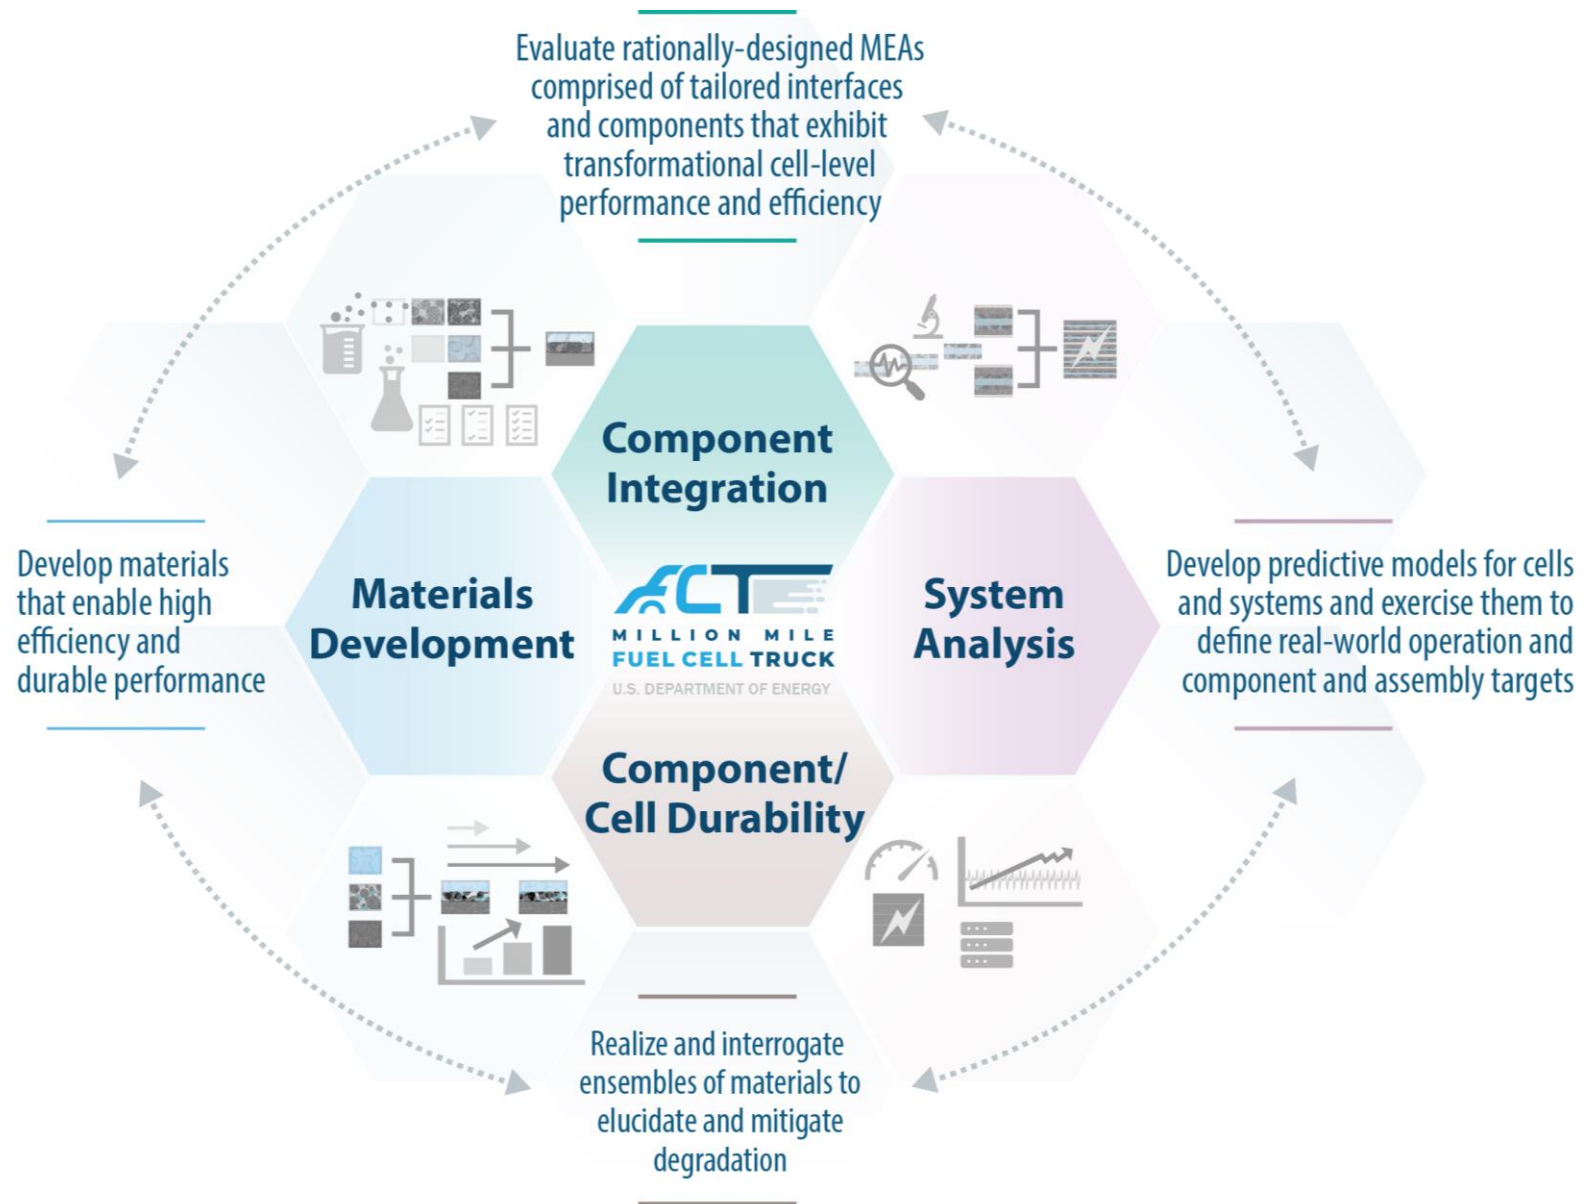 Evaluate rationally-designed MEAs
comprised of tailored interfaces
and components that exhibit
transformational cell-level
performance and efficiency
Component
Integration
Develop materials
that enable high
efficiency and
durable performance
Materials
Development
CT
MILLION MILE
FUEL CELL TRUCK
U.S. DEPARTMENT OF ENERGY
System
Analysis
Develop predictive models for cells
and systems and exercise them to
define real-world operation and
component and assembly targets
Component/
Cell Durability
Realize and interrogate
ensembles of materials to
elucidate and mitigate
degradation